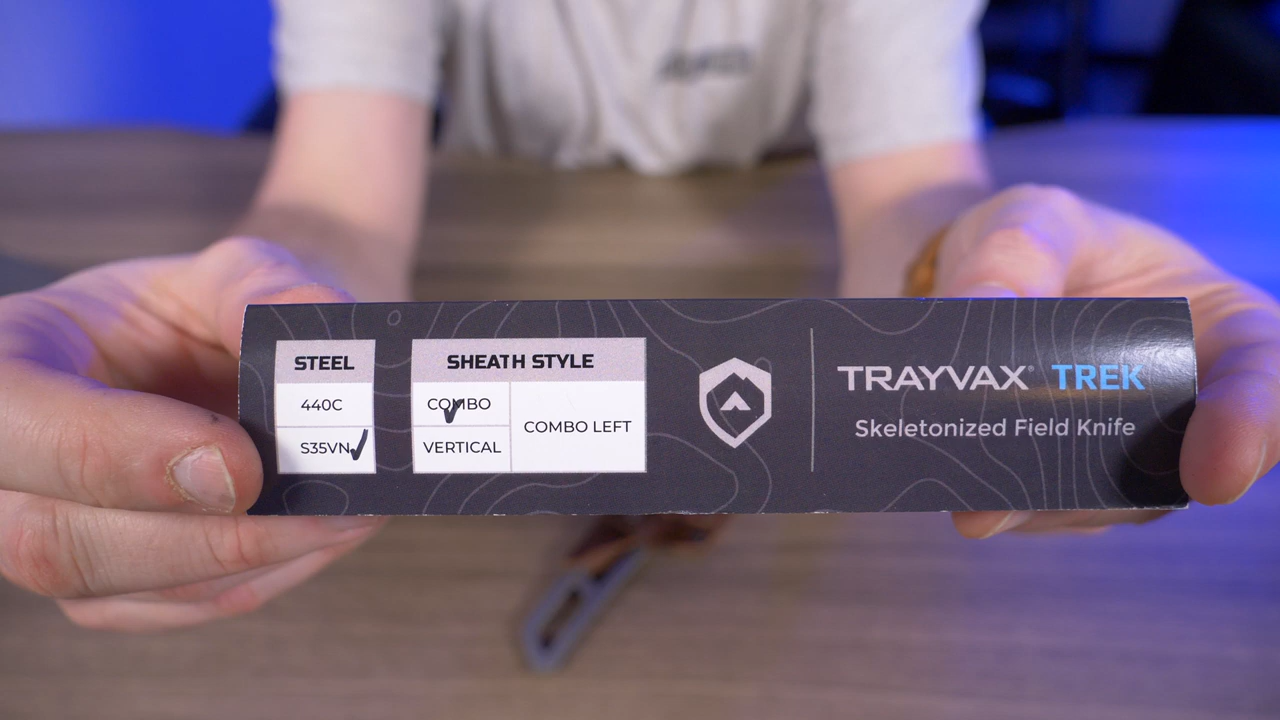 STEEL
440C
S35VN
SHEATH STYLE
COMBO
VERTICAL
COMBO LEFT
TRAYVAX® TREK
Skeletonized Field Knife